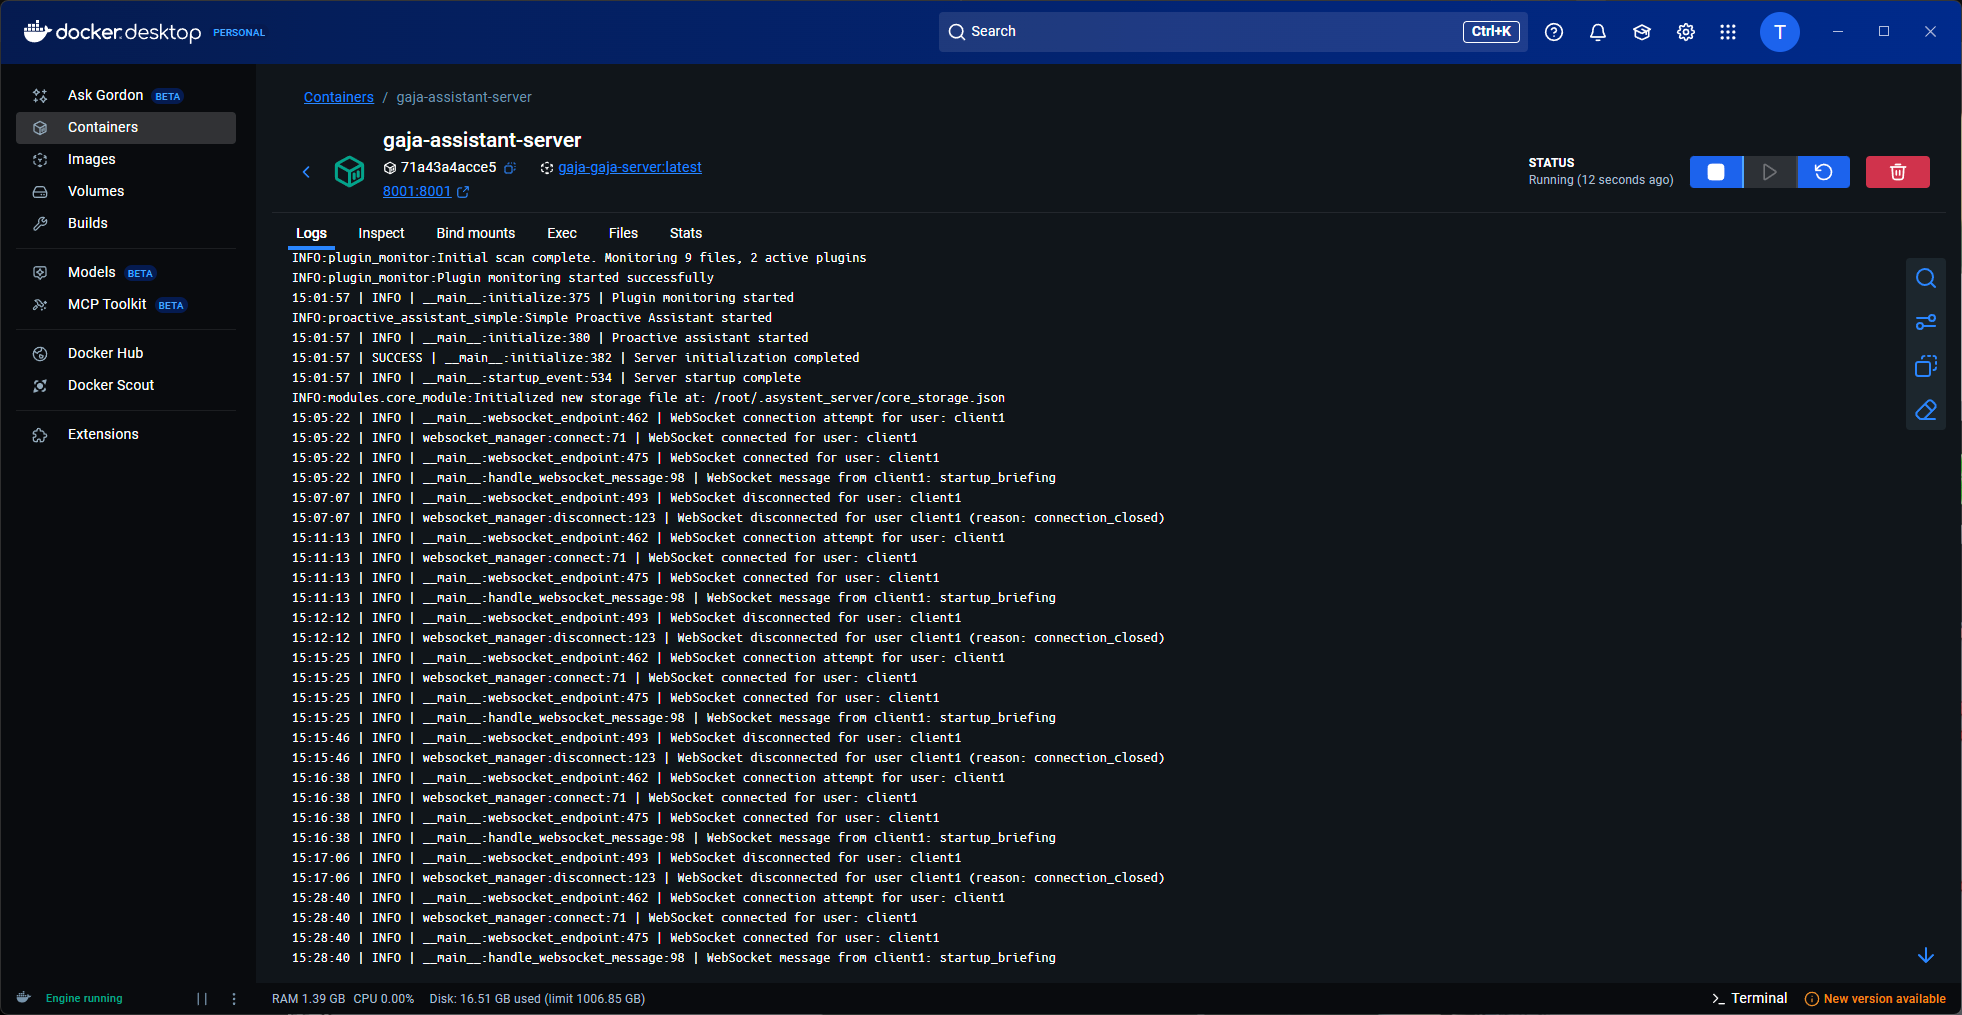 docker.desktop PERSONAL
Search Ctrl+K
T
Ask Gordon BETA
Containers
Images
Volumes
Builds
Models BETA
MCP Toolkit BETA
Docker Hub
Docker Scout
Extensions
Containers / gaja-assistant-server
gaja-assistant-server
71a43a4acce5 gaja-gaja-server:latest
8001:8001
STATUS
Running (12 seconds ago)
Logs Inspect Bind mounts Exec Files Stats
INFO:plugin_monitor:Initial scan complete. Monitoring 9 files, 2 active plugins
INFO:plugin_monitor:Plugin monitoring started successfully
15:01:57 | INFO | __main__:initialize:375 | Plugin monitoring started
INFO:proactive_assistant_simple:Simple Proactive Assistant started
15:01:57 | INFO | __main__:initialize:380 | Proactive assistant started
15:01:57 | SUCCESS | __main__:initialize:382 | Server initialization completed
15:01:57 | INFO | __main__:startup_event:534 | Server startup complete
INFO:modules.core_module:Initialized new storage file at: /root/.asystent_server/core_storage.json
15:05:22 | INFO | __main__:websocket_endpoint:462 | WebSocket connection attempt for user: client1
15:05:22 | INFO | websocket_manager:connect:71 | WebSocket connected for user: client1
15:05:22 | INFO | __main__:websocket_endpoint:475 | WebSocket connected for user: client1
15:05:22 | INFO | __main__:handle_websocket_message:98 | WebSocket message from client1: startup_briefing
15:07:07 | INFO | __main__:websocket_endpoint:493 | WebSocket disconnected for user: client1
15:07:07 | INFO | websocket_manager:disconnect:123 | WebSocket disconnected for user client1 (reason: connection_closed)
15:11:13 | INFO | __main__:websocket_endpoint:462 | WebSocket connection attempt for user: client1
15:11:13 | INFO | websocket_manager:connect:71 | WebSocket connected for user: client1
15:11:13 | INFO | __main__:websocket_endpoint:475 | WebSocket connected for user: client1
15:11:13 | INFO | __main__:handle_websocket_message:98 | WebSocket message from client1: startup_briefing
15:12:12 | INFO | __main__:websocket_endpoint:493 | WebSocket disconnected for user: client1
15:12:12 | INFO | websocket_manager:disconnect:123 | WebSocket disconnected for user client1 (reason: connection_closed)
15:15:25 | INFO | __main__:websocket_endpoint:462 | WebSocket connection attempt for user: client1
15:15:25 | INFO | websocket_manager:connect:71 | WebSocket connected for user: client1
15:15:25 | INFO | __main__:websocket_endpoint:475 | WebSocket connected for user: client1
15:15:25 | INFO | __main__:handle_websocket_message:98 | WebSocket message from client1: startup_briefing
15:15:46 | INFO | __main__:websocket_endpoint:493 | WebSocket disconnected for user: client1
15:15:46 | INFO | websocket_manager:disconnect:123 | WebSocket disconnected for user client1 (reason: connection_closed)
15:16:38 | INFO | __main__:websocket_endpoint:462 | WebSocket connection attempt for user: client1
15:16:38 | INFO | websocket_manager:connect:71 | WebSocket connected for user: client1
15:16:38 | INFO | __main__:websocket_endpoint:475 | WebSocket connected for user: client1
15:16:38 | INFO | __main__:handle_websocket_message:98 | WebSocket message from client1: startup_briefing
15:17:06 | INFO | __main__:websocket_endpoint:493 | WebSocket disconnected for user: client1
15:17:06 | INFO | websocket_manager:disconnect:123 | WebSocket disconnected for user client1 (reason: connection_closed)
15:28:40 | INFO | __main__:websocket_endpoint:462 | WebSocket connection attempt for user: client1
15:28:40 | INFO | websocket_manager:connect:71 | WebSocket connected for user: client1
15:28:40 | INFO | __main__:websocket_endpoint:475 | WebSocket connected for user: client1
15:28:40 | INFO | __main__:handle_websocket_message:98 | WebSocket message from client1: startup_briefing
Engine running
RAM 1.39 GB CPU 0.00% Disk: 16.51 GB used (limit 1006.85 GB)
Terminal New version available